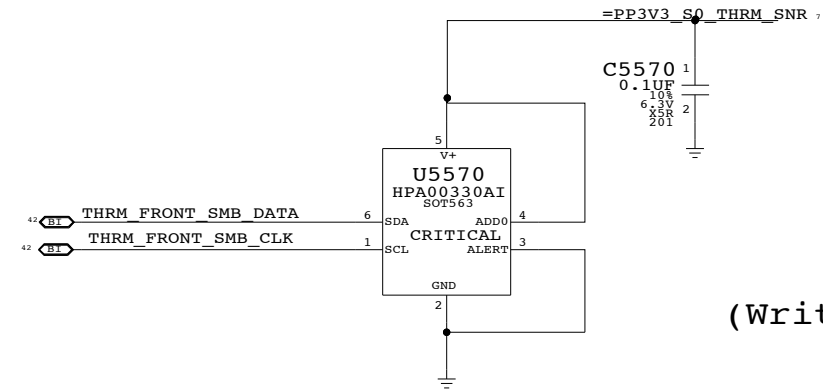 =PP3V3_S0_THRM_SNR 7
C5570 1
0.1UF
10%
6.3V
X5R 2
201
5
V+
U5570
HPA00330AI
SOT563
42 BI THRM_FRONT_SMB_DATA 6 SDA ADD0 4
CRITICAL
42 BI THRM_FRONT_SMB_CLK 1 SCL ALERT 3
GND
2
(Writ